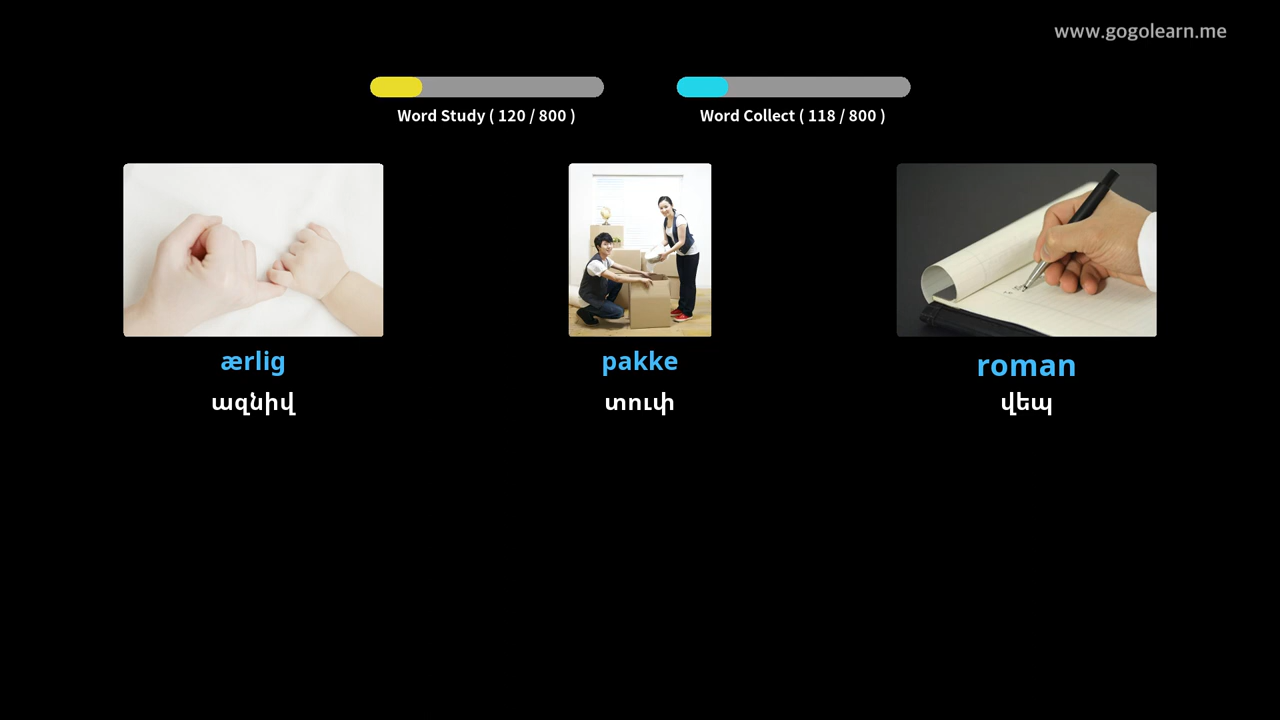 www.gogolearn.me
Word Study ( 120 / 800 )
Word Collect ( 118 / 800 )
ærlig
ազնիվ
pakke
տուփ
roman
վեպ